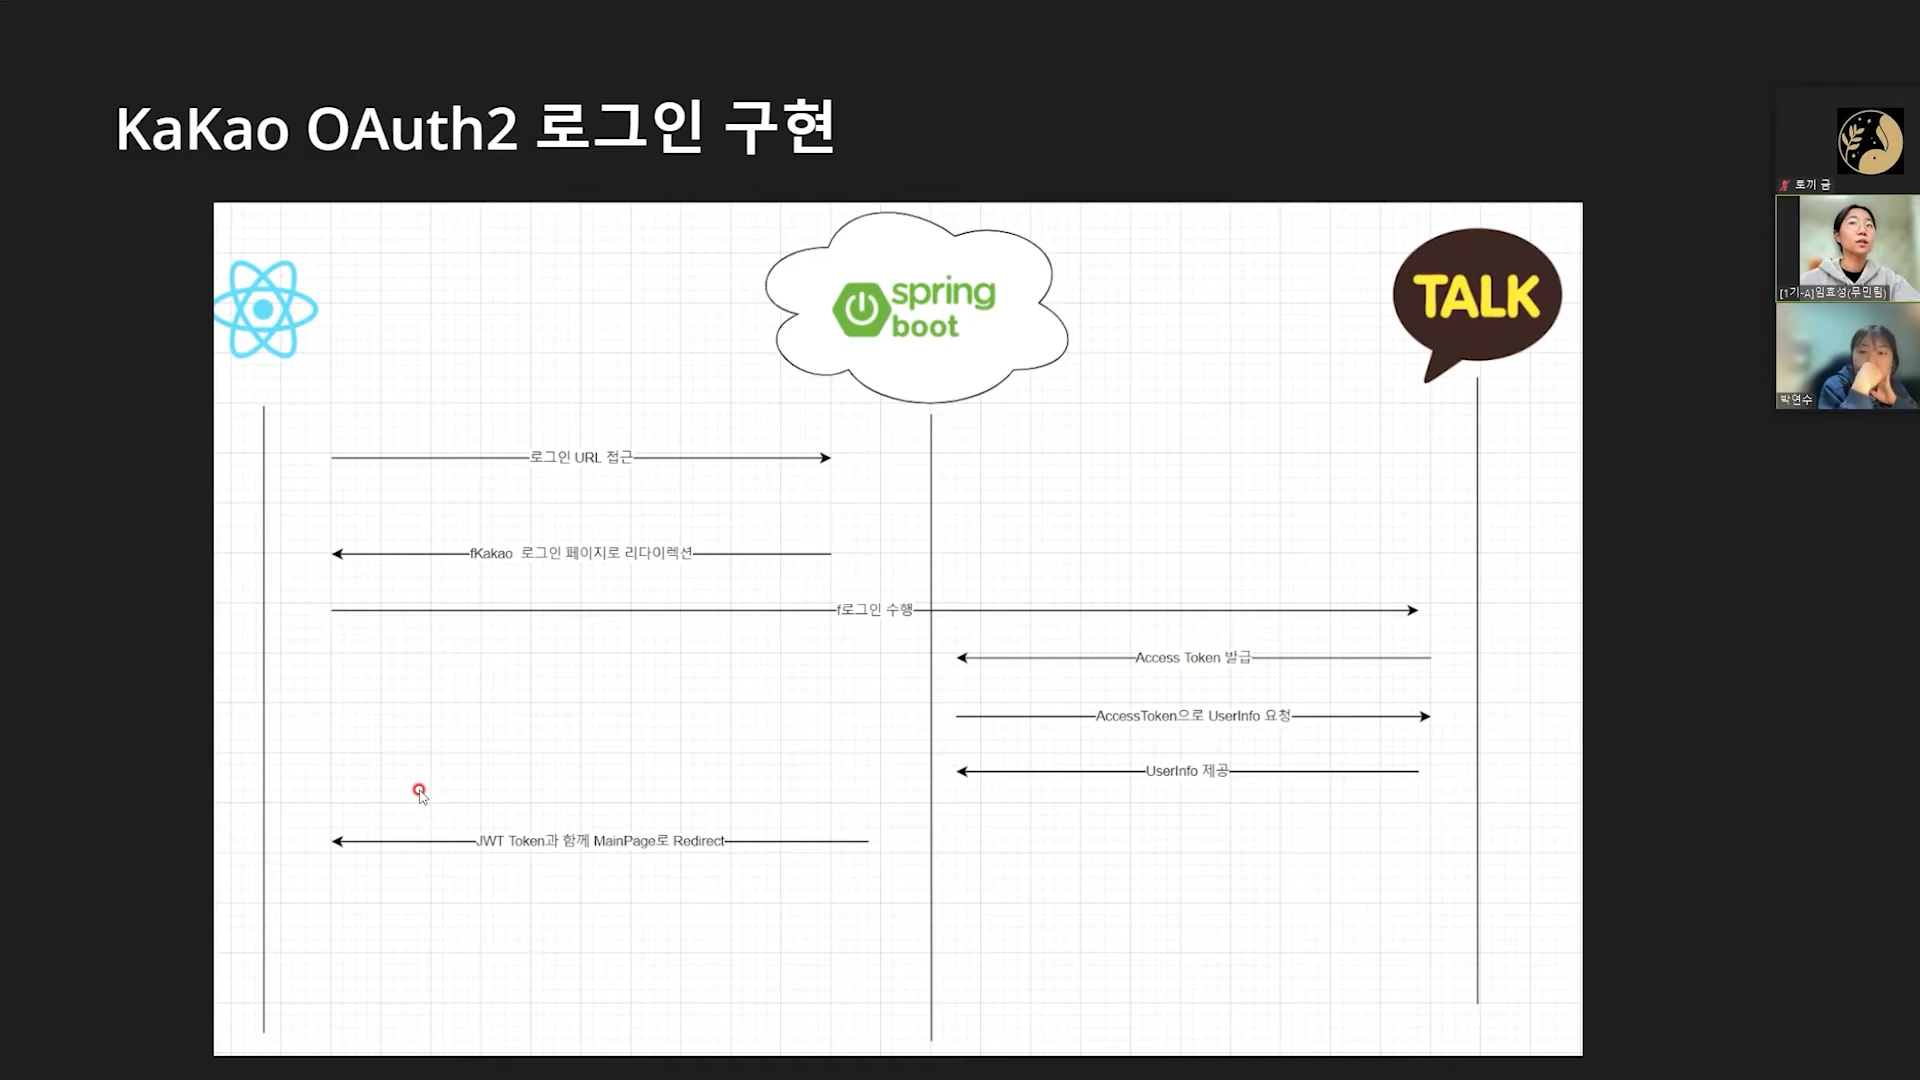 KaKao OAuth2 로그인 구현
spring
boot
TALK
로그인 URL 접근
fKakao 로그인 페이지로 리다이렉션
f로그인 수행
Access Token 발급
AccessToken으로 UserInfo 요청
UserInfo 제공
JWT Token과 함께 MainPage로 Redirect
토끼 굴
[1기-A]임효성(무민팀)
박연수